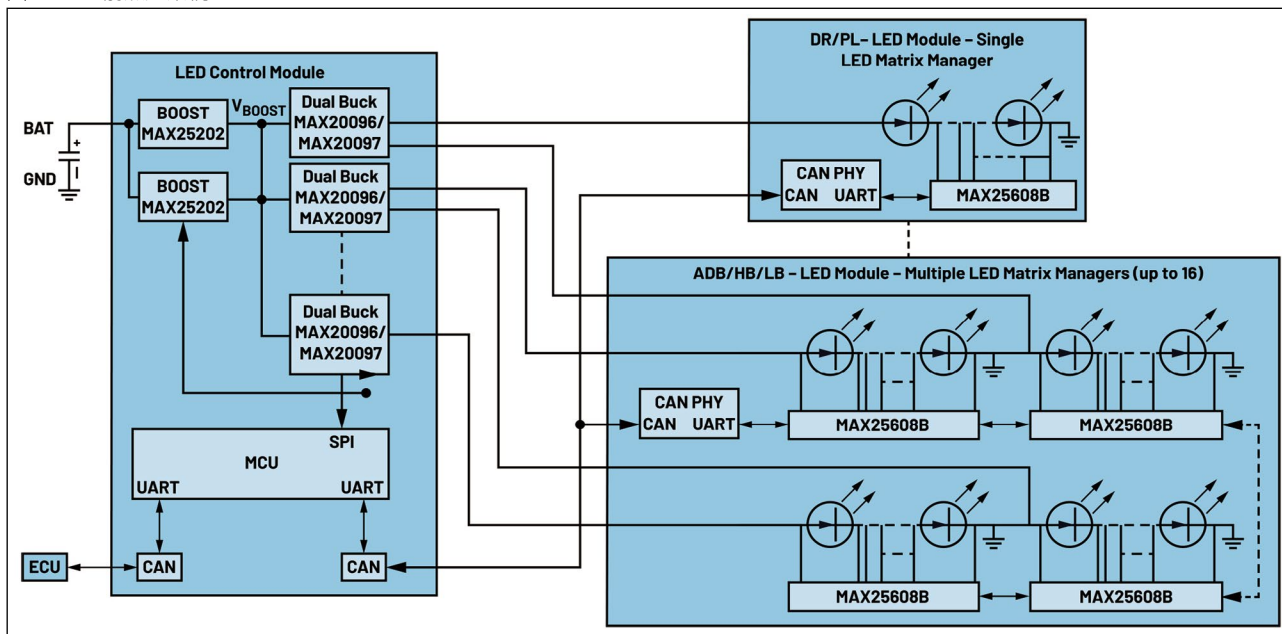 LED Control Module
BAT
+
GND
BOOST
MAX25202
VBOOST
Dual Buck
MAX20096/
MAX20097
BOOST
MAX25202
Dual Buck
MAX20096/
MAX20097
Dual Buck
MAX20096/
MAX20097
SPI
MCU
UART UART
ECU
CAN
CAN
DR/PL– LED Module – Single
LED Matrix Manager
CAN PHY
CAN UART
MAX25608B
ADB/HB/LB – LED Module – Multiple LED Matrix Managers (up to 16)
CAN PHY
CAN UART
MAX25608B
MAX25608B
MAX25608B
MAX25608B